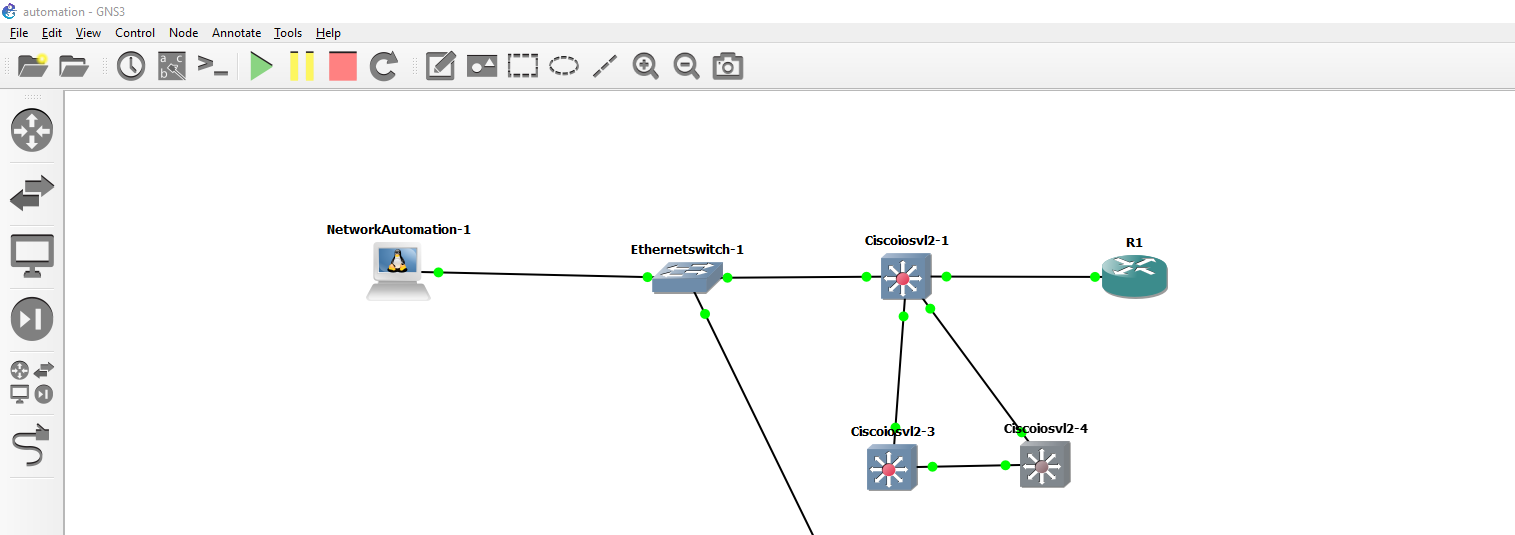 automation - GNS3
File Edit View Control Node Annotate Tools Help
NetworkAutomation-1
Ethernetswitch-1
Ciscoiosvl2-1
R1
Ciscoiosvl2-3
Ciscoiosvl2-4